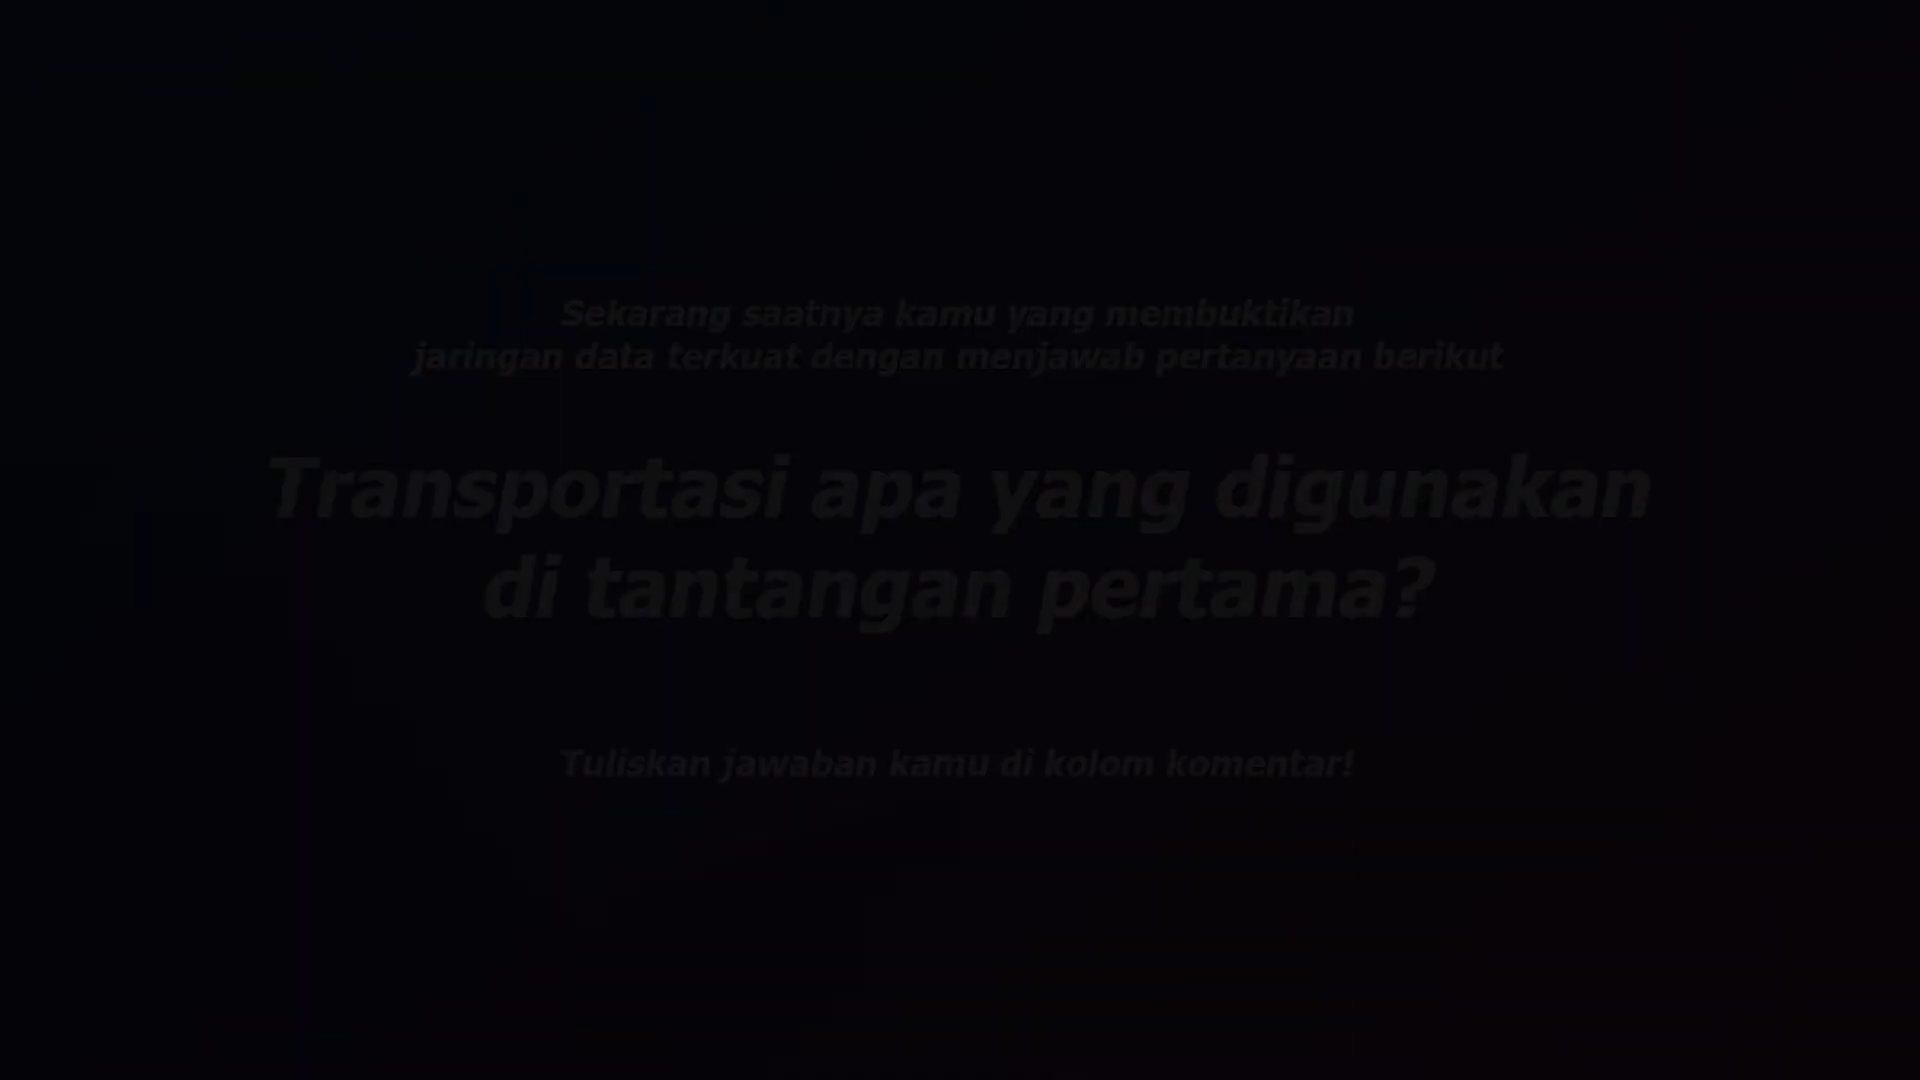 Sekarang saatnya kamu yang membuktikan
jaringan data terkuat dengan menjawab pertanyaan berikut
Transportasi apa yang digunakan
di tantangan pertama?
Tuliskan jawaban kamu di kolom komentar!